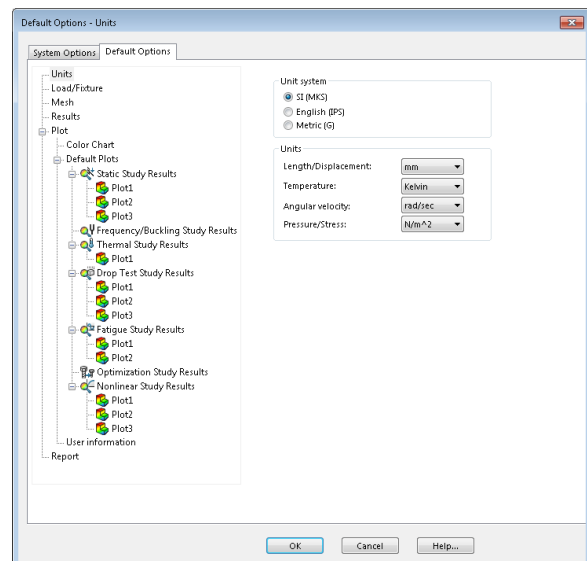 Default Options - Units
System Options
Default Options
Units
Load/Fixture
Mesh
Results
Plot
Color Chart
Default Plots
Static Study Results
Plot1
Plot2
Plot3
Frequency/Buckling Study Results
Thermal Study Results
Plot1
Drop Test Study Results
Plot1
Plot2
Plot3
Fatigue Study Results
Plot1
Plot2
Optimization Study Results
Nonlinear Study Results
Plot1
Plot2
Plot3
User information
Report
Unit system
SI (MKS)
English (IPS)
Metric (G)
Units
Length/Displacement: mm
Temperature: Kelvin
Angular velocity: rad/sec
Pressure/Stress: N/m^2
OK Cancel Help...